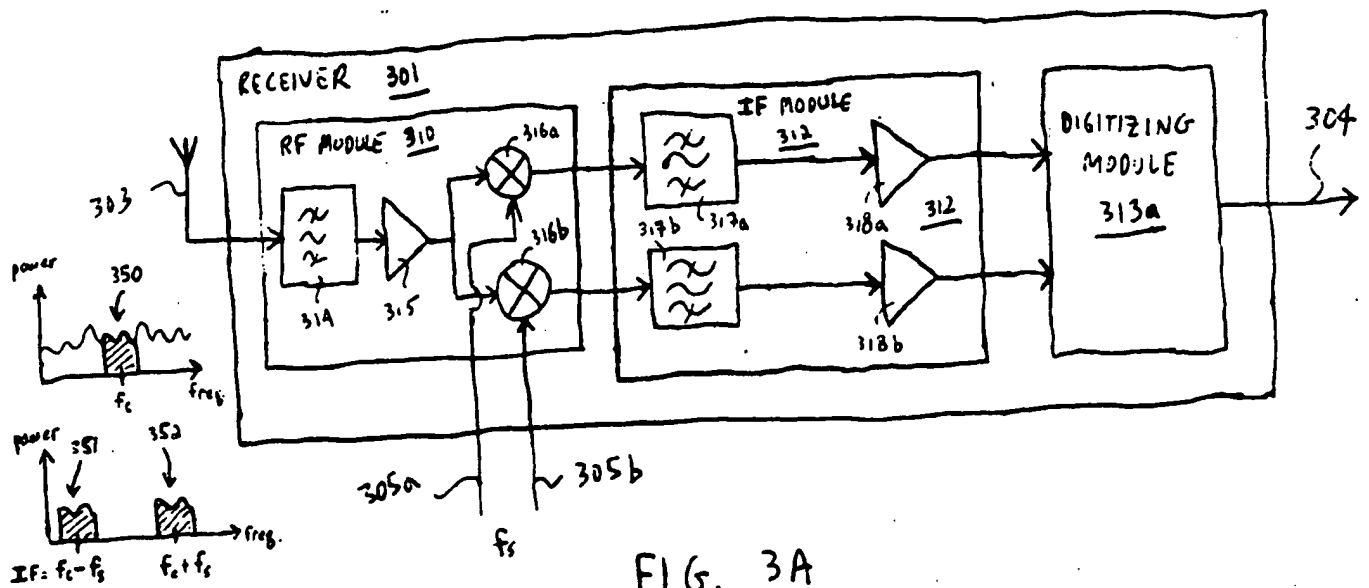 RECEIVER 301
RF MODULE 310
316a
IF MODULE
312
DIGITIZING
MODULE
313a
304
303
314
315
316b
317a
317b
318a
312
318b
power
350
fc
freq.
power
351
352
freq.
IF= fc-fs
fc+fs
305a
305b
fs
FIG. 3A